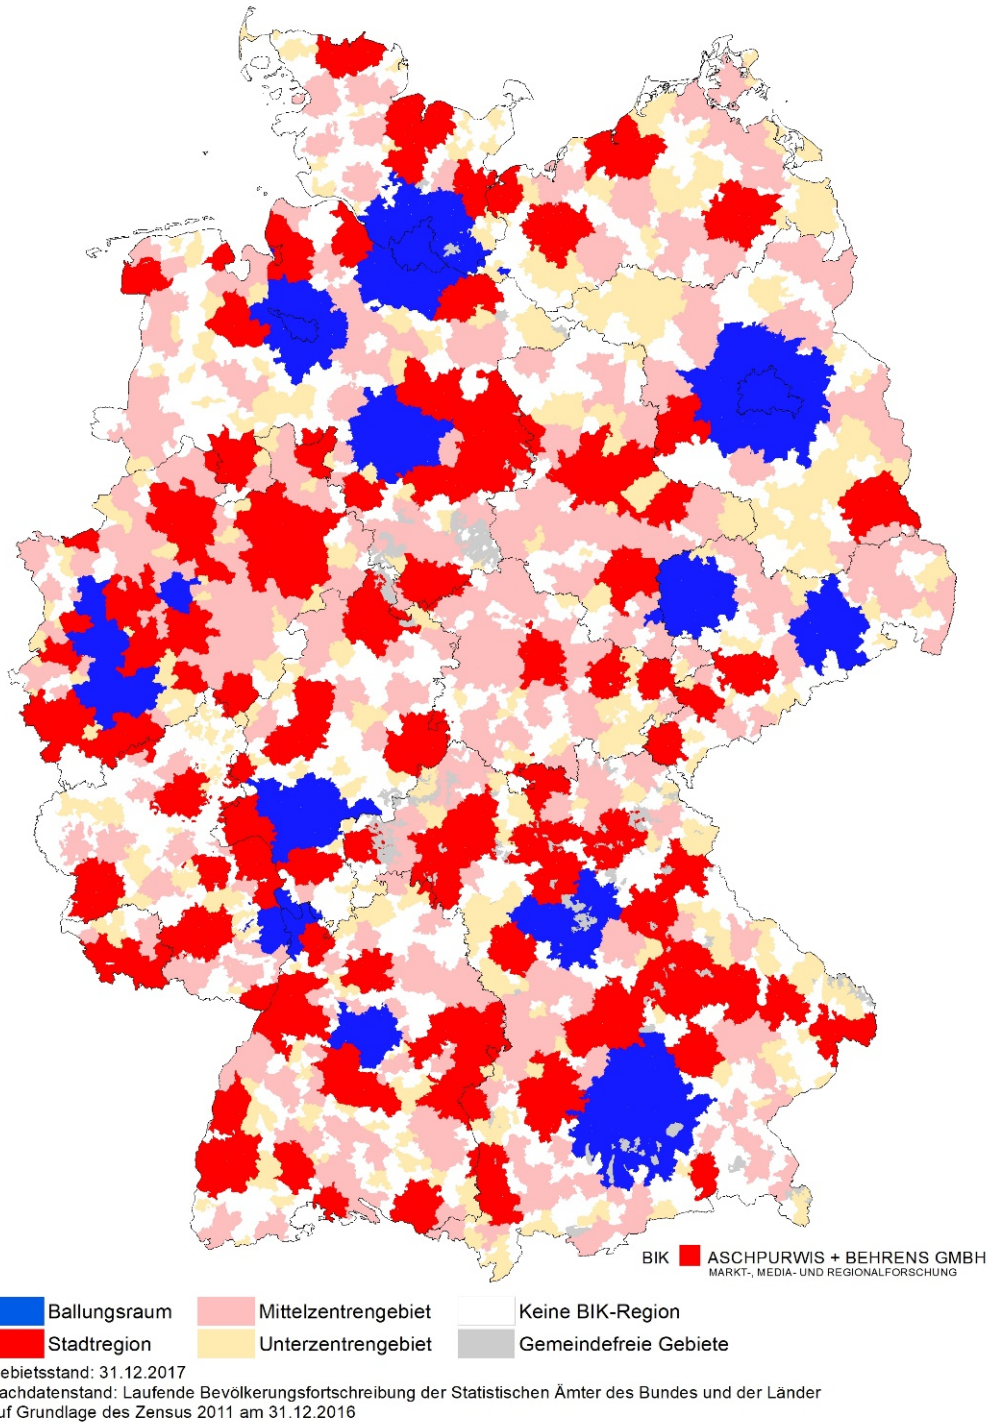 BIK ASCHPURWIS + BEHRENS GMBH
MARKT-, MEDIA- UND REGIONALFORSCHUNG
Ballungsraum Mittelzentrengebiet Keine BIK-Region
Stadtregion Unterzentrengebiet Gemeindefreie Gebiete
ebietsstand: 31.12.2017
achdatenstand: Laufende Bevölkerungsfortschreibung der Statistischen Ämter des Bundes und der Länder
uf Grundlage des Zensus 2011 am 31.12.2016